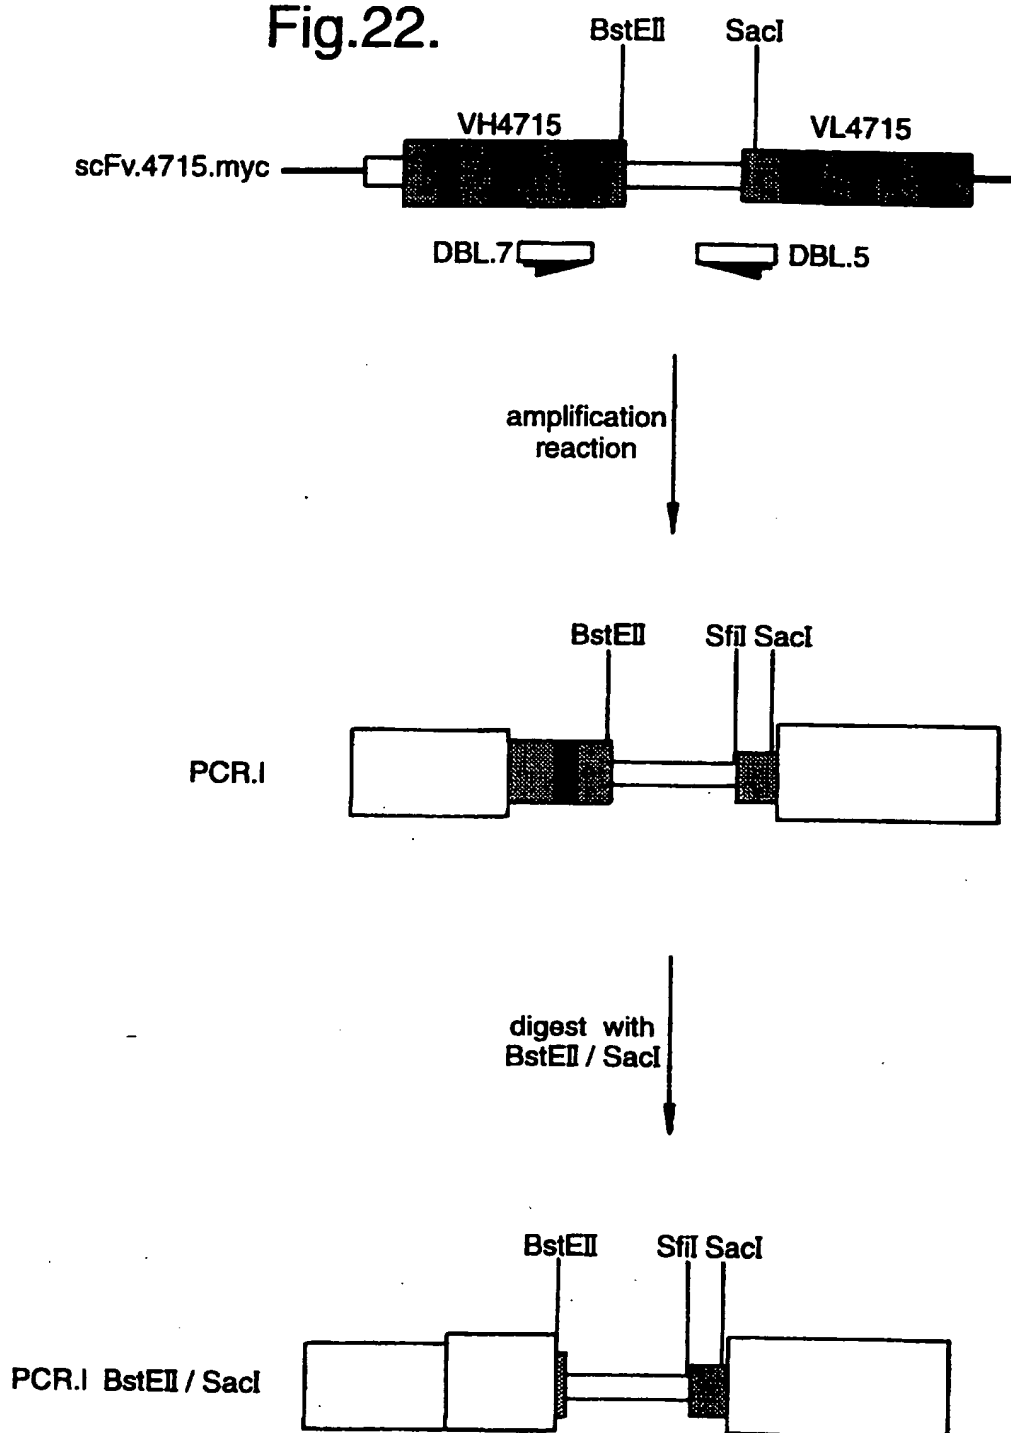 Fig.22.
BstEII SacI
VH4715 VL4715
scFv.4715.myc
DBL.7 DBL.5
amplification
reaction
BstEII SfiI SacI
PCR.I
digest with
BstEII / SacI
BstEII SfiI SacI
PCR.I BstEII / SacI